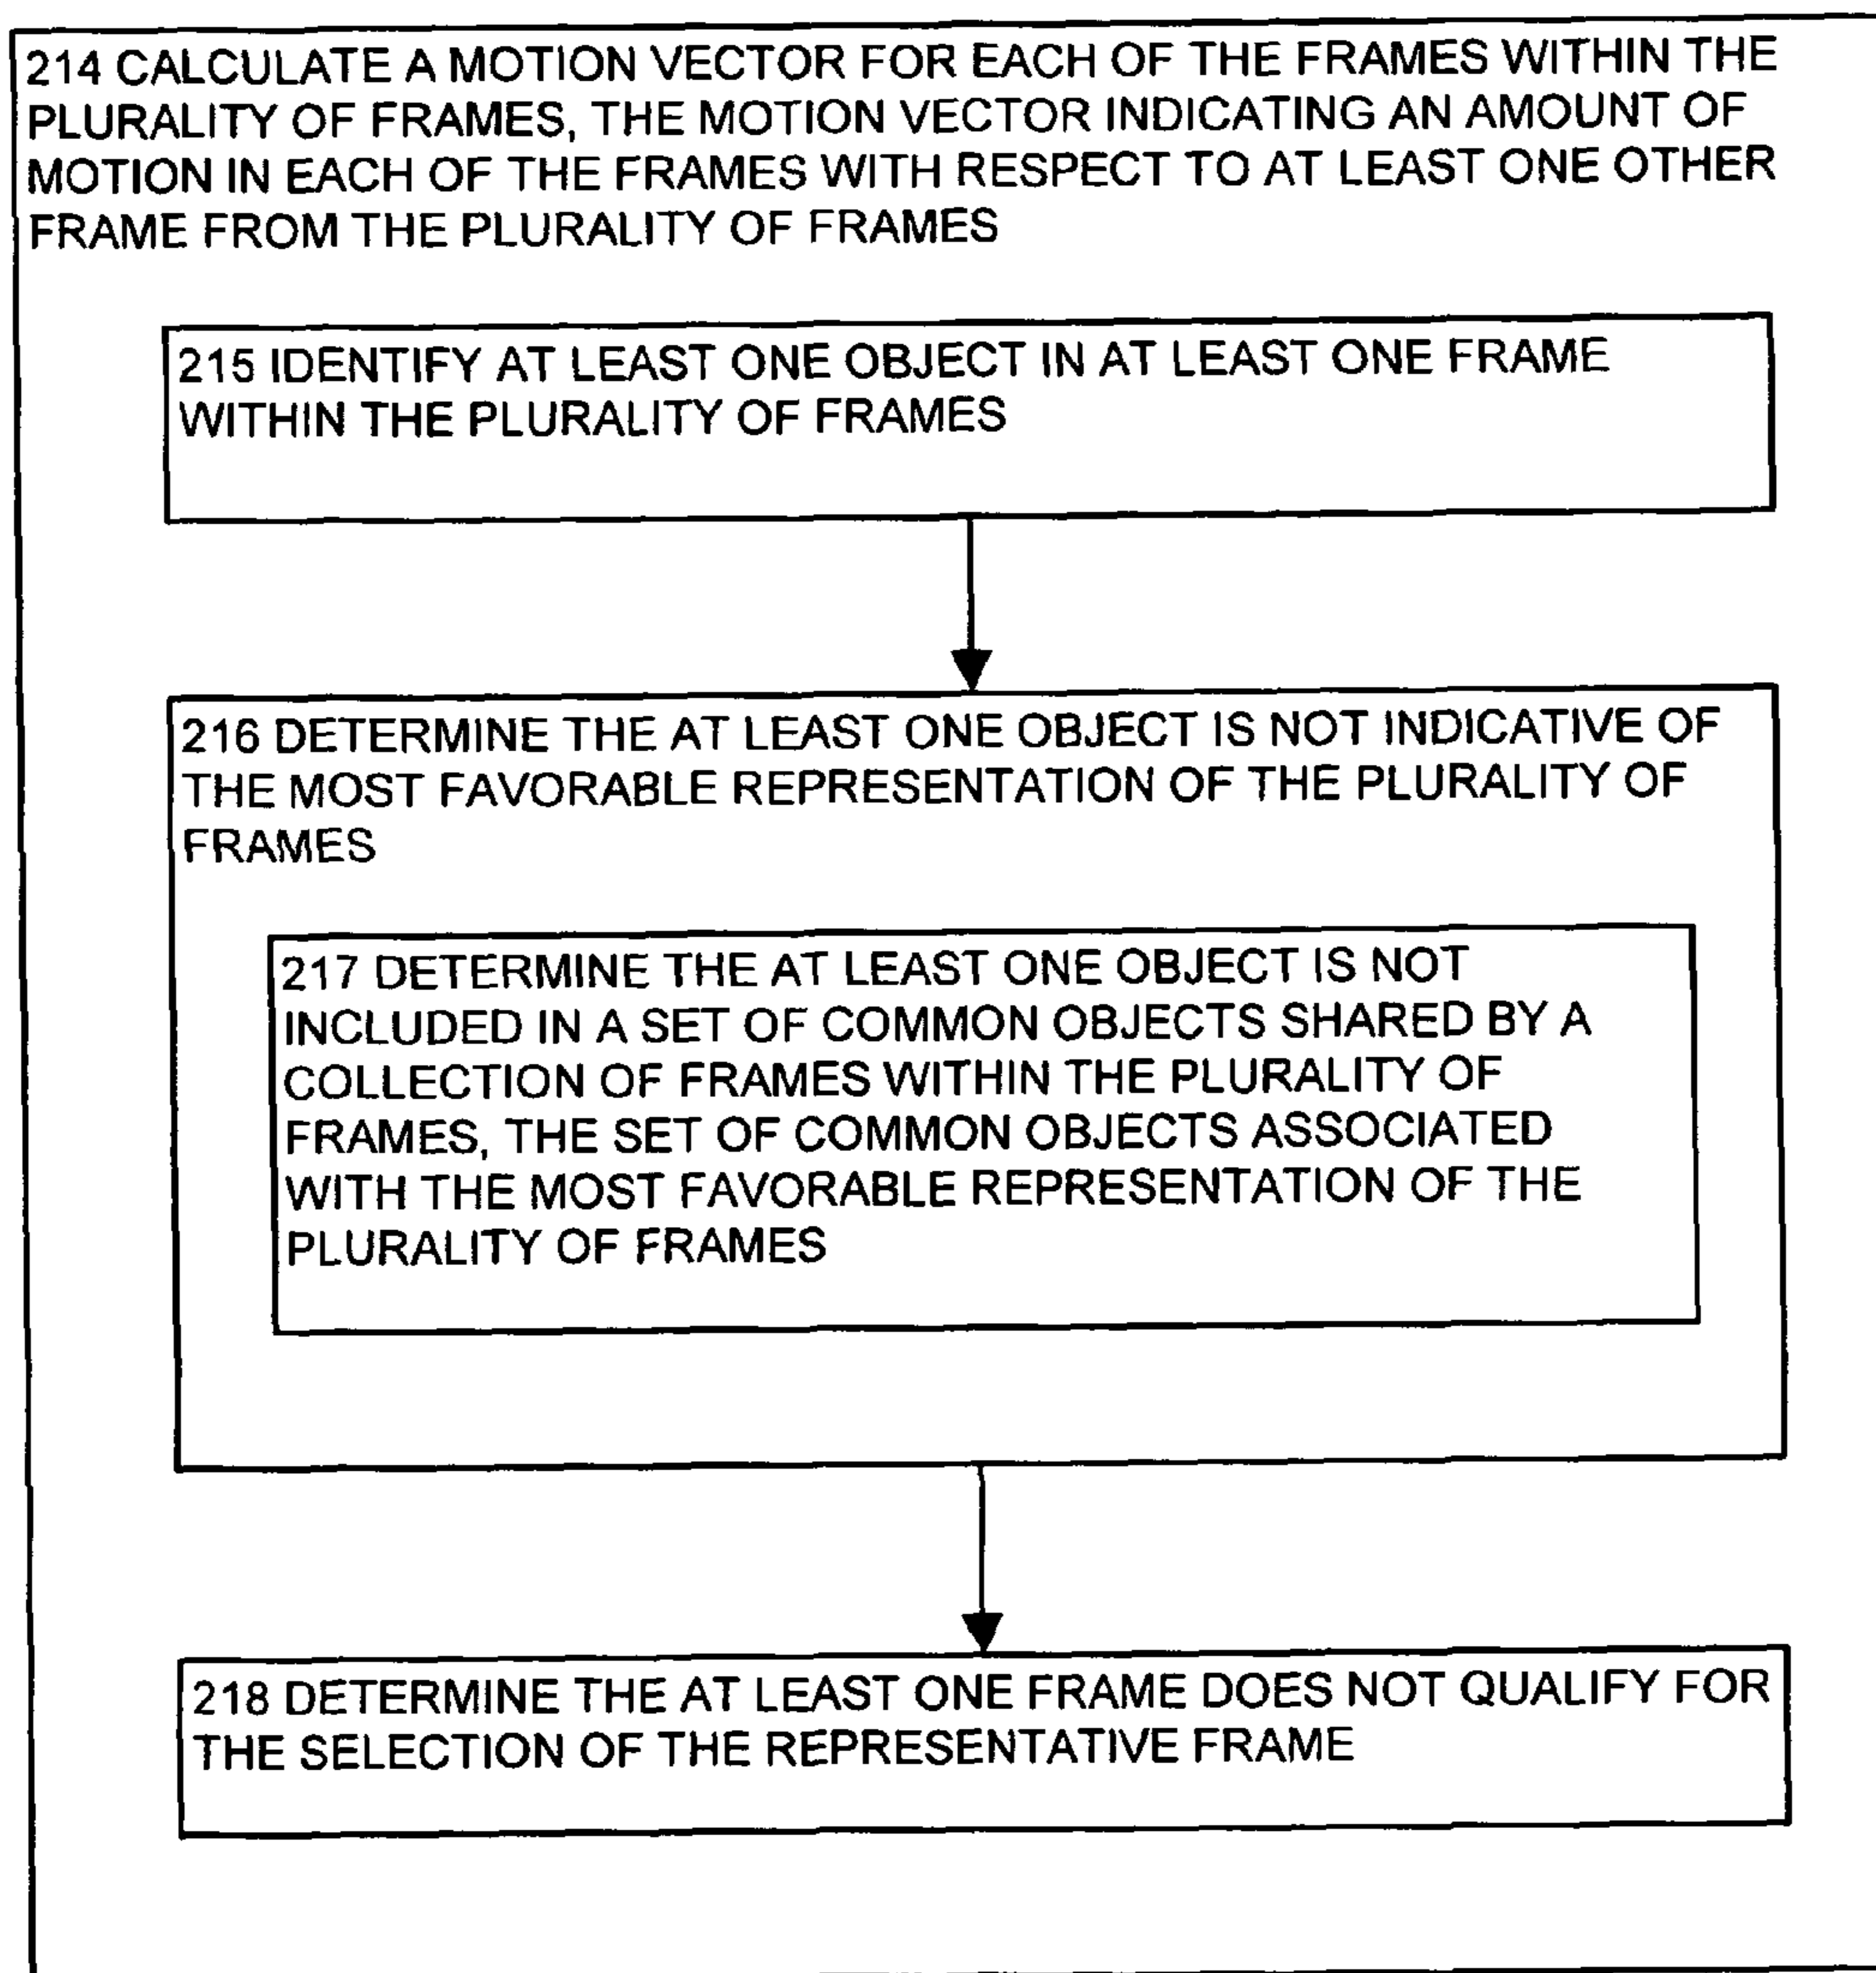 214 CALCULATE A MOTION VECTOR FOR EACH OF THE FRAMES WITHIN THE
PLURALITY OF FRAMES, THE MOTION VECTOR INDICATING AN AMOUNT OF
MOTION IN EACH OF THE FRAMES WITH RESPECT TO AT LEAST ONE OTHER
FRAME FROM THE PLURALITY OF FRAMES
215 IDENTIFY AT LEAST ONE OBJECT IN AT LEAST ONE FRAME
WITHIN THE PLURALITY OF FRAMES
216 DETERMINE THE AT LEAST ONE OBJECT IS NOT INDICATIVE OF
THE MOST FAVORABLE REPRESENTATION OF THE PLURALITY OF
FRAMES
217 DETERMINE THE AT LEAST ONE OBJECT IS NOT
INCLUDED IN A SET OF COMMON OBJECTS SHARED BY A
COLLECTION OF FRAMES WITHIN THE PLURALITY OF
FRAMES, THE SET OF COMMON OBJECTS ASSOCIATED
WITH THE MOST FAVORABLE REPRESENTATION OF THE
PLURALITY OF FRAMES
218 DETERMINE THE AT LEAST ONE FRAME DOES NOT QUALIFY FOR
THE SELECTION OF THE REPRESENTATIVE FRAME